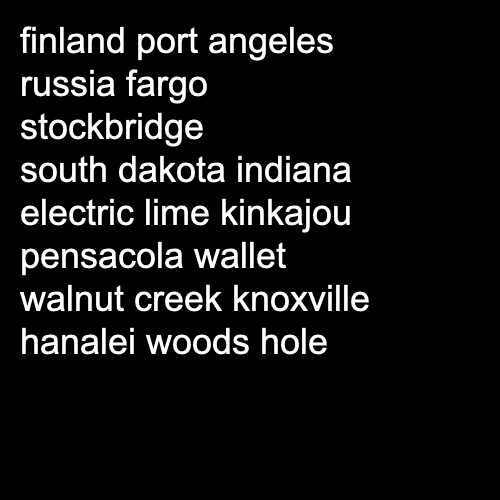 finland port angeles
russia fargo
stockbridge
south dakota indiana
electric lime kinkajou
pensacola wallet
walnut creek knoxville
hanalei woods hole